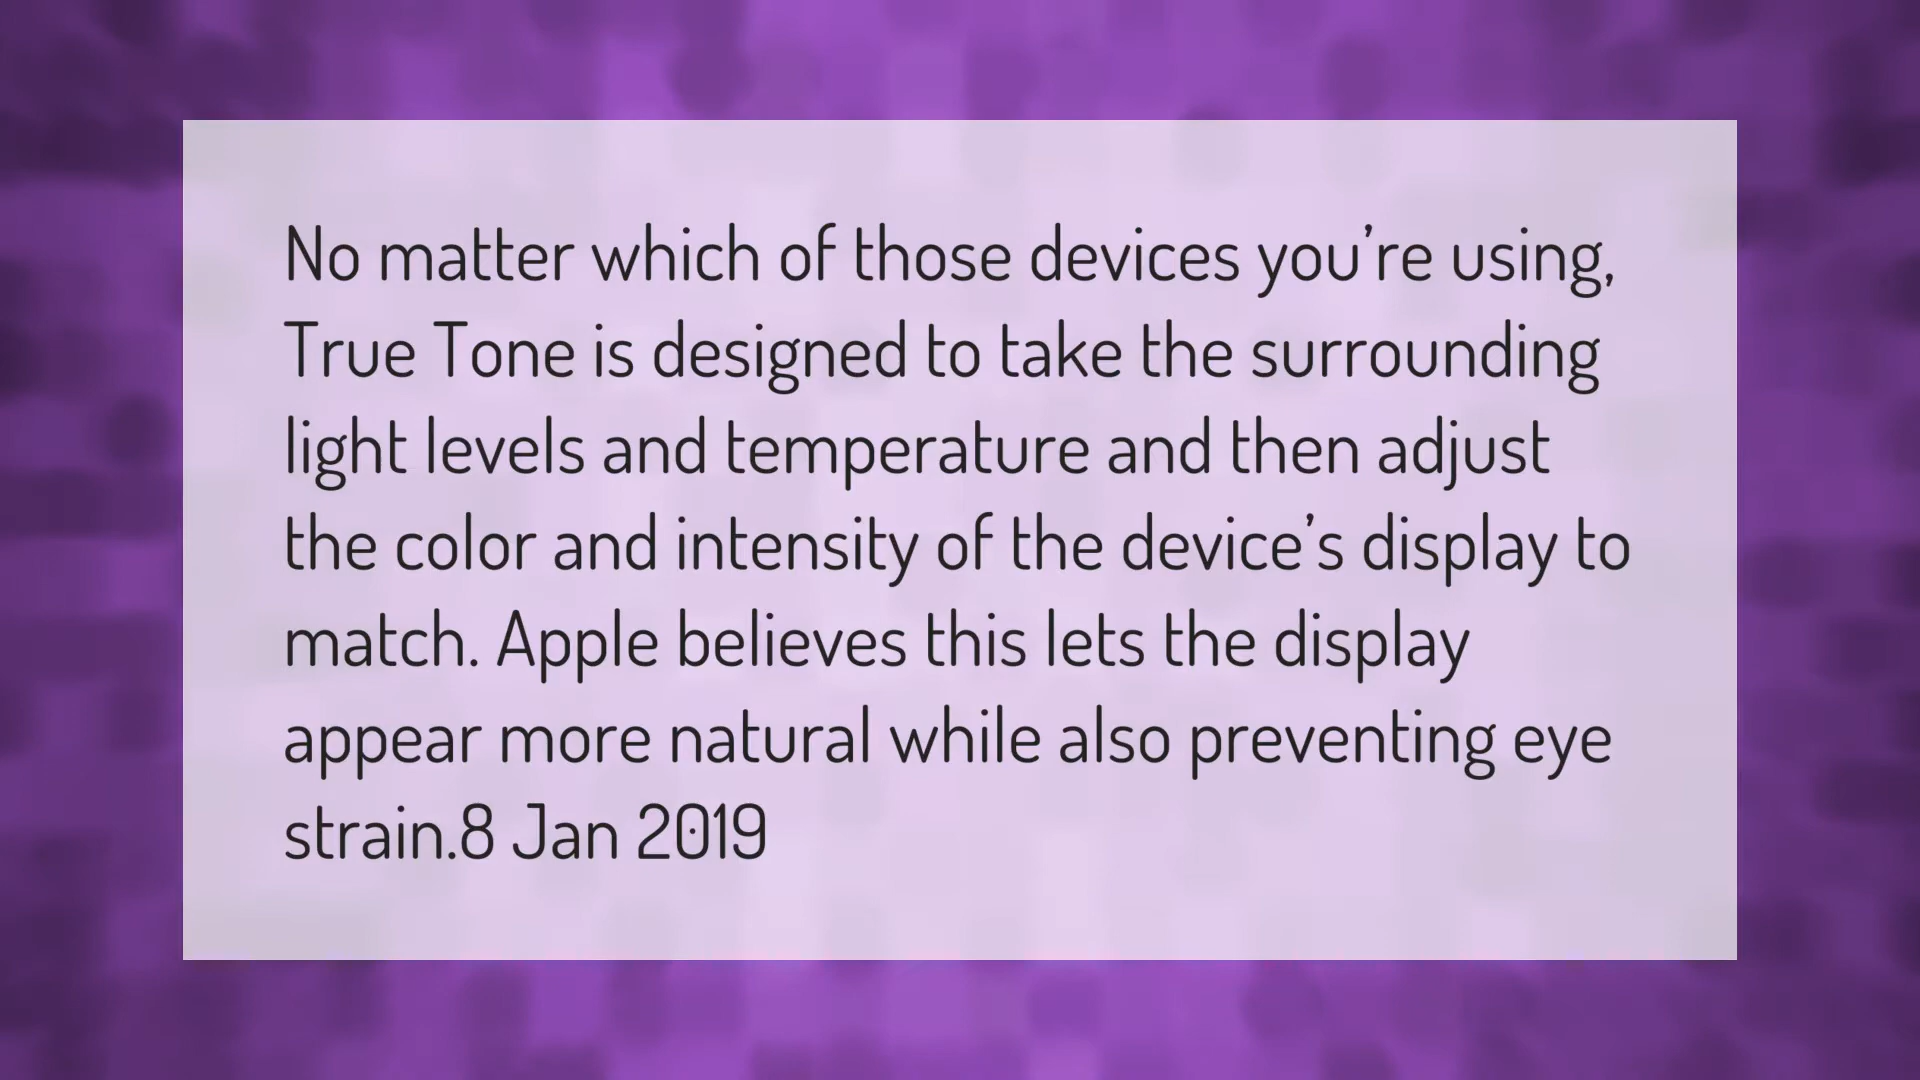 No matter which of those devices you’re using,
True Tone is designed to take the surrounding
light levels and temperature and then adjust
the color and intensity of the device’s display to
match. Apple believes this lets the display
appear more natural while also preventing eye
strain.8 Jan 2019